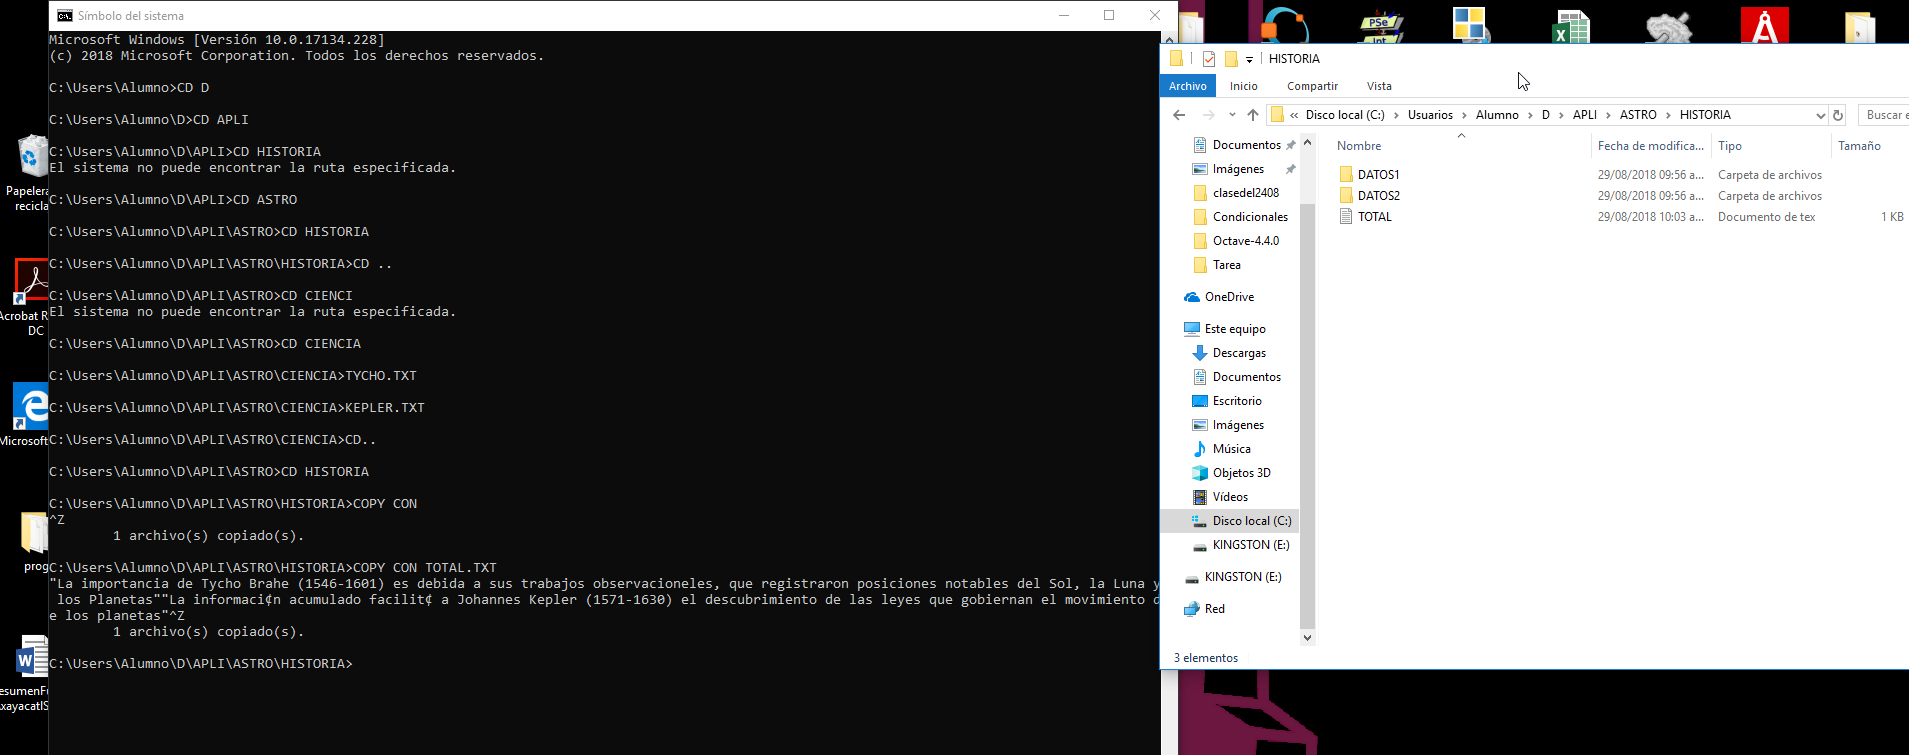 Símbolo del sistema
Microsoft Windows [Versión 10.0.17134.228]
(c) 2018 Microsoft Corporation. Todos los derechos reservados.
C:\Users\Alumno>CD D
C:\Users\Alumno\D>CD APLI
C:\Users\Alumno\D\APLI>CD HISTORIA
El sistema no puede encontrar la ruta especificada.
C:\Users\Alumno\D\APLI>CD ASTRO
C:\Users\Alumno\D\APLI\ASTRO>CD HISTORIA
C:\Users\Alumno\D\APLI\ASTRO\HISTORIA>CD ..
C:\Users\Alumno\D\APLI\ASTRO>CD CIENCI
El sistema no puede encontrar la ruta especificada.
C:\Users\Alumno\D\APLI\ASTRO>CD CIENCIA
C:\Users\Alumno\D\APLI\ASTRO\CIENCIA>TYCHO.TXT
C:\Users\Alumno\D\APLI\ASTRO\CIENCIA>KEPLER.TXT
C:\Users\Alumno\D\APLI\ASTRO\CIENCIA>CD..
C:\Users\Alumno\D\APLI\ASTRO>CD HISTORIA
C:\Users\Alumno\D\APLI\ASTRO\HISTORIA>COPY CON
^Z
1 archivo(s) copiado(s).
C:\Users\Alumno\D\APLI\ASTRO\HISTORIA>COPY CON TOTAL.TXT
"La importancia de Tycho Brahe (1546-1601) es debida a sus trabajos observacioneles, que registraron posiciones notables del Sol, la Luna y
los Planetas""La informaci¢n acumulado facilit¢ a Johannes Kepler (1571-1630) el descubrimiento de las leyes que gobiernan el movimiento d
e los planetas"^Z
1 archivo(s) copiado(s).
C:\Users\Alumno\D\APLI\ASTRO\HISTORIA>
Papelera
recicla
Acrobat R
DC
Microsoft
prog
esumenF
xayacatlS
PSe
Int
HISTORIA
Archivo Inicio Compartir Vista
« Disco local (C:) > Usuarios > Alumno > D > APLI > ASTRO > HISTORIA
Buscar e
Nombre Fecha de modifica... Tipo Tamaño
DATOS1 29/08/2018 09:56 a... Carpeta de archivos
DATOS2 29/08/2018 09:56 a... Carpeta de archivos
TOTAL 29/08/2018 10:03 a... Documento de tex 1 KB
Documentos
Imágenes
clasedel2408
Condicionales
Octave-4.4.0
Tarea
OneDrive
Este equipo
Descargas
Documentos
Escritorio
Imágenes
Música
Objetos 3D
Vídeos
Disco local (C:)
KINGSTON (E:)
KINGSTON (E:)
Red
3 elementos